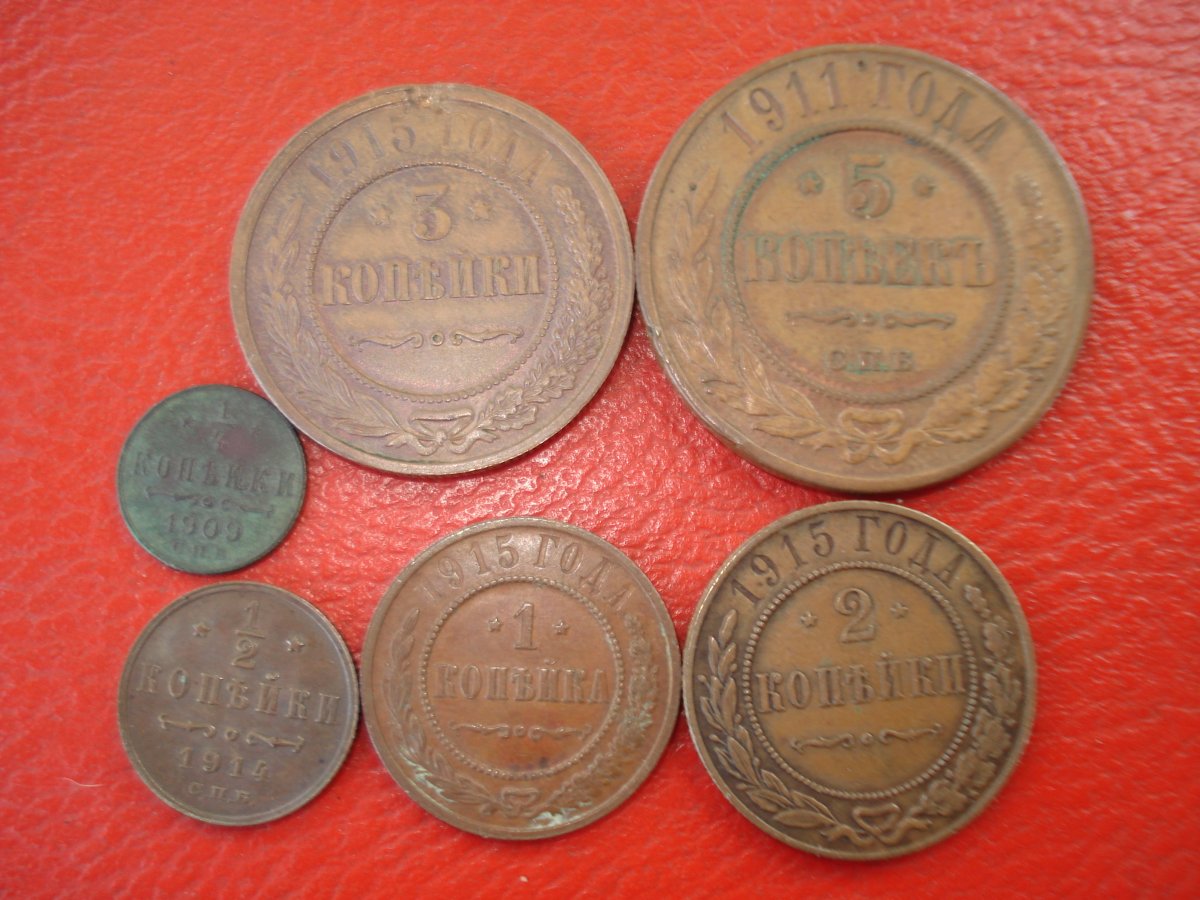 1915 ГОДА
3
КОПѢЙКИ
1911 ГОДА
5
КОПѢЕКЪ
С.П.Б
1/4
КОПѢЙКИ
1909
С.П.Б.
1/2
КОПѢЙКИ
1914
С.П.Б.
1915 ГОДА
1
КОПѢЙКА
1915 ГОДА
2
КОПѢЙКИ